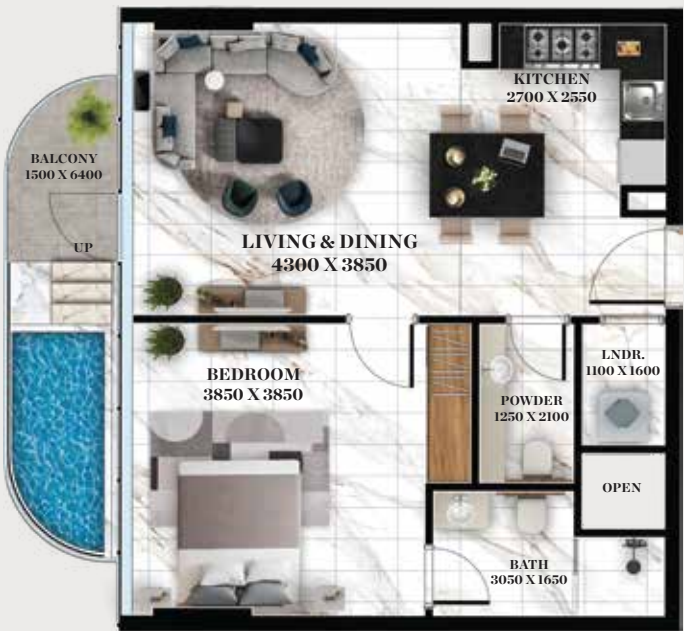 KITCHEN
2700 X 2550
BALCONY
1500 X 6400
UP
LIVING & DINING
4300 X 3850
BEDROOM
3850 X 3850
LNDR.
1100 X 1600
POWDER
1250 X 2100
OPEN
BATH
3050 X 1650